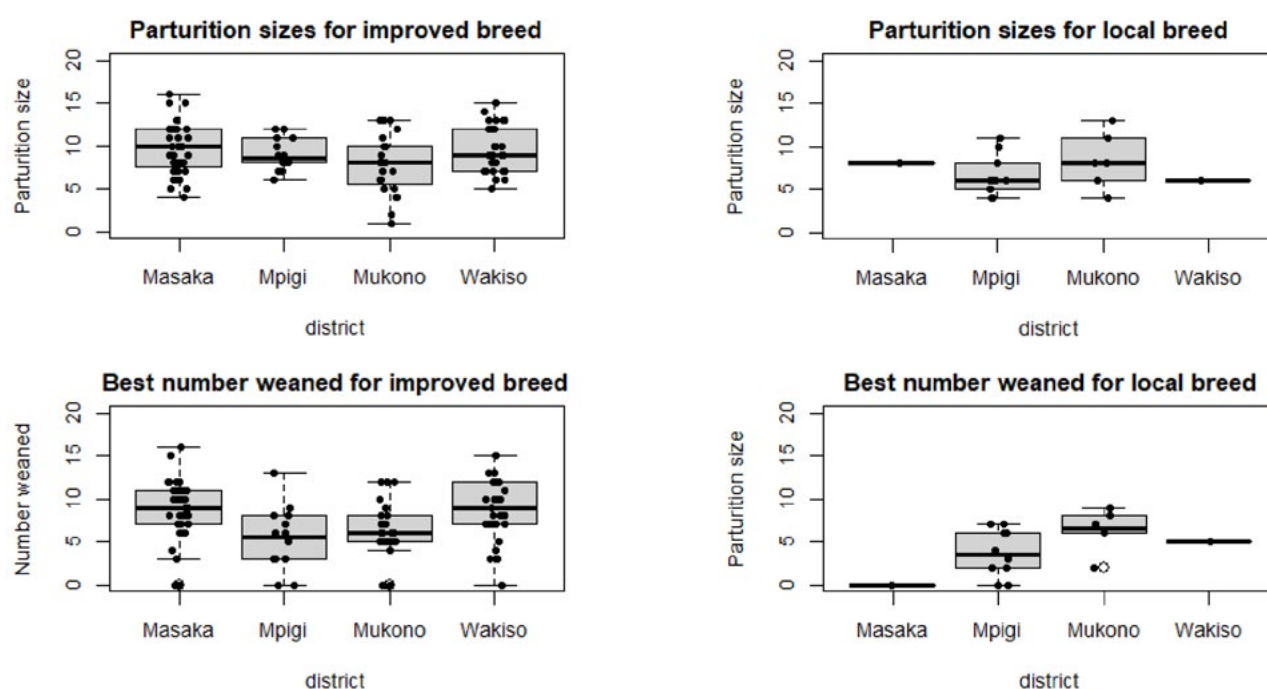 Parturition sizes for improved breed
Parturition size
20
15
10
5
0
Masaka Mpigi Mukono Wakiso
district
Parturition sizes for local breed
Parturition size
20
15
10
5
0
Masaka Mpigi Mukono Wakiso
district
Best number weaned for improved breed
Number weaned
20
15
10
5
0
Masaka Mpigi Mukono Wakiso
district
Best number weaned for local breed
Parturition size
20
15
10
5
0
Masaka Mpigi Mukono Wakiso
district